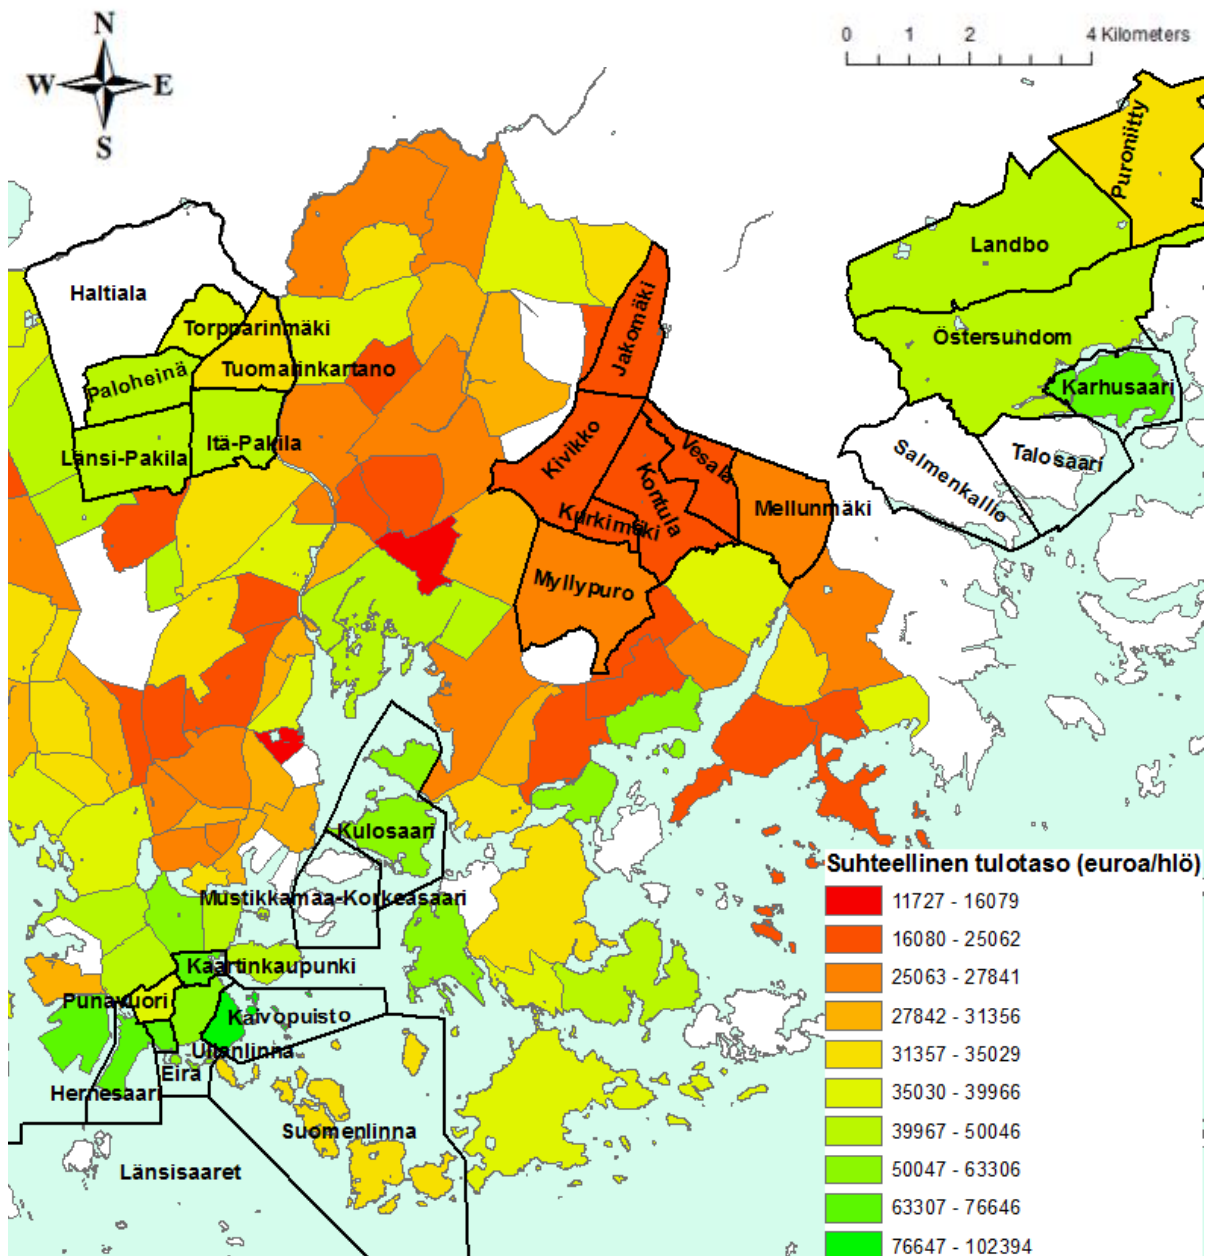 N
W E
S
0 1 2 4 Kilometers
Puroniitty
Landbo
Haltiala
Jakomäki
Torpparinmäki
Östersundom
Tuomarinkartano
Paloheinä
Karhusaari
Itä-Pakila
Länsi-Pakila
Kivikko
Vesala
Talosaari
Salmenkallio
Kontula
Mellunmäki
Kurkimäki
Myllypuro
Kulosaari
Suhteellinen tulotaso (euroa/hlö)
Mustikkamaa-Korkeasaari
11727 - 16079
16080 - 25062
Kaartinkaupunki
25063 - 27841
Punavuori
Kaivopuisto
27842 - 31356
Ullanlinna
31357 - 35029
Eira
Hernesaari
35030 - 39966
Suomenlinna
39967 - 50046
Länsisaaret
50047 - 63306
63307 - 76646
76647 - 102394